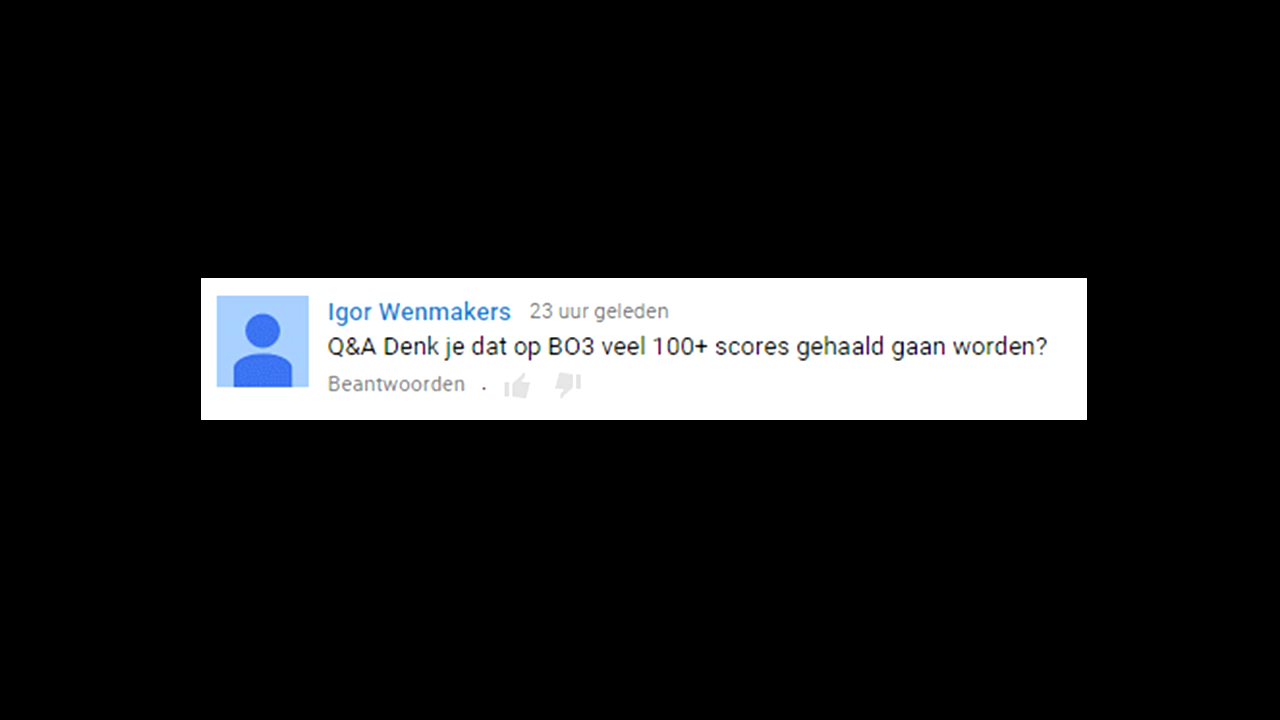 Igor Wenmakers 23 uur geleden
Q&A Denk je dat op BO3 veel 100+ scores gehaald gaan worden?
Beantwoorden ·